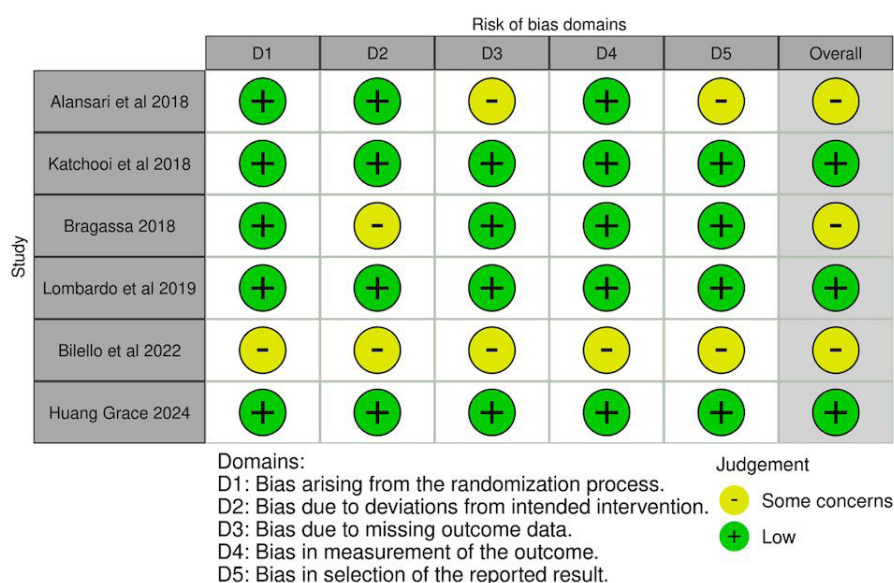 Risk of bias domains
D1 D2 D3 D4 D5 Overall
Study
Alansari et al 2018 + + - + - -
Katchooi et al 2018 + + + + + +
Bragassa 2018 + - + + + -
Lombardo et al 2019 + + + + + +
Bilello et al 2022 - - - - - -
Huang Grace 2024 + + + + + +
Domains:
D1: Bias arising from the randomization process.
D2: Bias due to deviations from intended intervention.
D3: Bias due to missing outcome data.
D4: Bias in measurement of the outcome.
D5: Bias in selection of the reported result.
Judgement
- Some concerns
+ Low